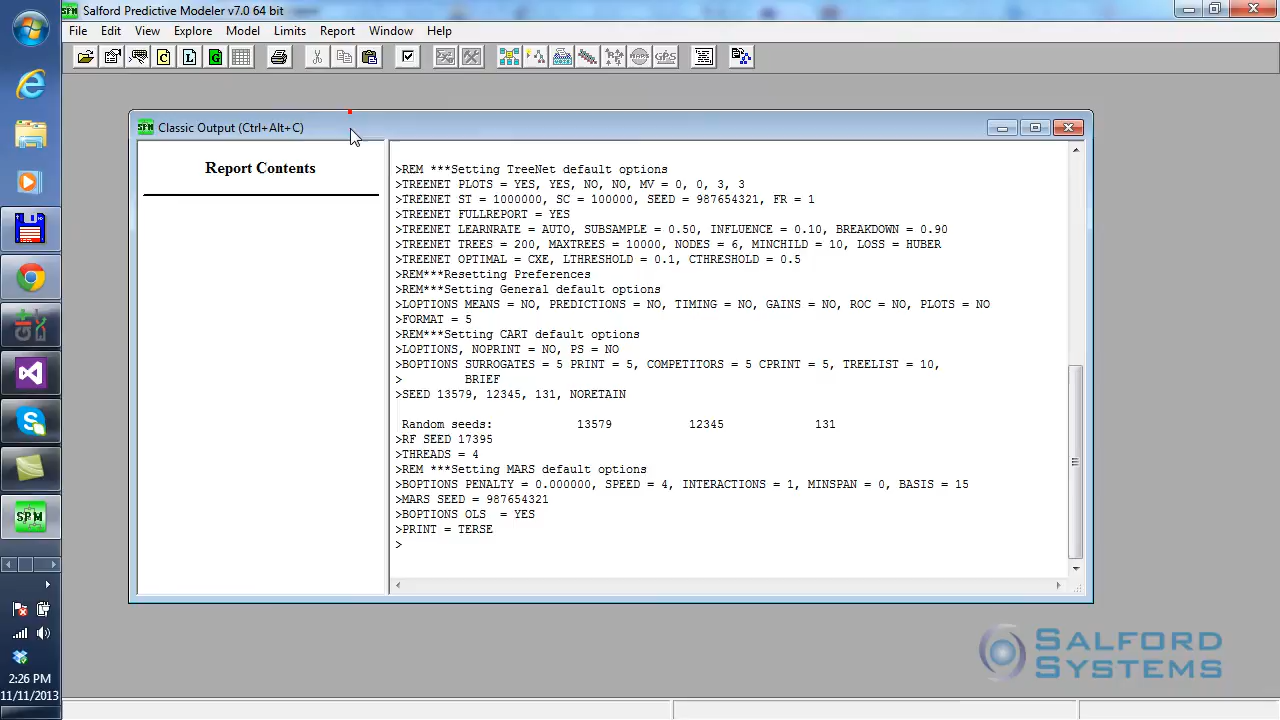 Salford Predictive Modeler v7.0 64 bit
File Edit View Explore Model Limits Report Window Help
Classic Output (Ctrl+Alt+C)
Report Contents
>REM ***Setting TreeNet default options
>TREENET PLOTS = YES, YES, NO, NO, MV = 0, 0, 3, 3
>TREENET ST = 1000000, SC = 100000, SEED = 987654321, FR = 1
>TREENET FULLREPORT = YES
>TREENET LEARNRATE = AUTO, SUBSAMPLE = 0.50, INFUENCE = 0.10, BREAKDOWN = 0.90
>TREENET TREES = 200, MAXTREES = 10000, NODES = 6, MINCHILD = 10, LOSS = HUBER
>TREENET OPTIMAL = CXE, LTHRESHOLD = 0.1, CTHRESHOLD = 0.5
>REM***Resetting Preferences
>REM***Setting General default options
>LOPTIONS MEANS = NO, PREDICTIONS = NO, TIMING = NO, GAINS = NO, ROC = NO, PLOTS = NO
>FORMAT = 5
>REM***Setting CART default options
>LOPTIONS, NOPRINT = NO, PS = NO
>BOPTIONS SURROGATES = 5 PRINT = 5, COMPETITORS = 5 CPRINT = 5, TREELIST = 10,
> BRIEF
>SEED 13579, 12345, 131, NORETAIN
Random seeds: 13579 12345 131
>RF SEED 17395
>THREADS = 4
>REM ***Setting MARS default options
>BOPTIONS PENALTY = 0.000000, SPEED = 4, INTERACTIONS = 1, MINSPAN = 0, BASIS = 15
>MARS SEED = 987654321
>BOPTIONS OLS = YES
>PRINT = TERSE
>
SPM
2:26 PM
11/11/2013
SALFORD
SYSTEMS